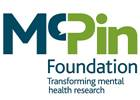 McPin
Foundation
Transforming mental
health research